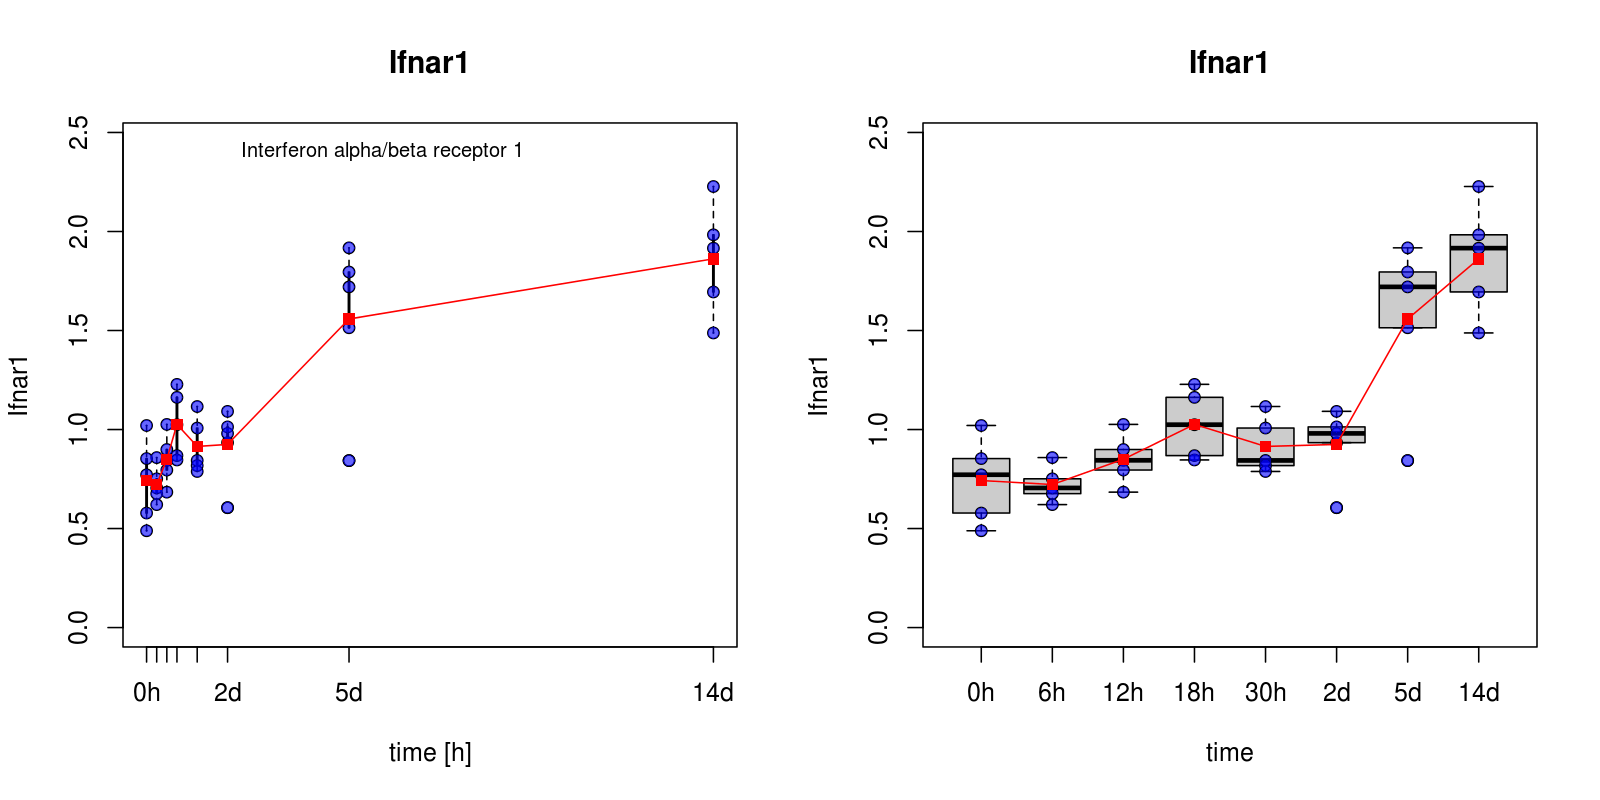 Ifnar1
Interferon alpha/beta receptor 1
Ifnar1
2.5
2.0
1.5
1.0
0.5
0.0
0h
2d
5d
14d
time [h]
Ifnar1
Ifnar1
2.5
2.0
1.5
1.0
0.5
0.0
0h
6h
12h
18h
30h
2d
5d
14d
time